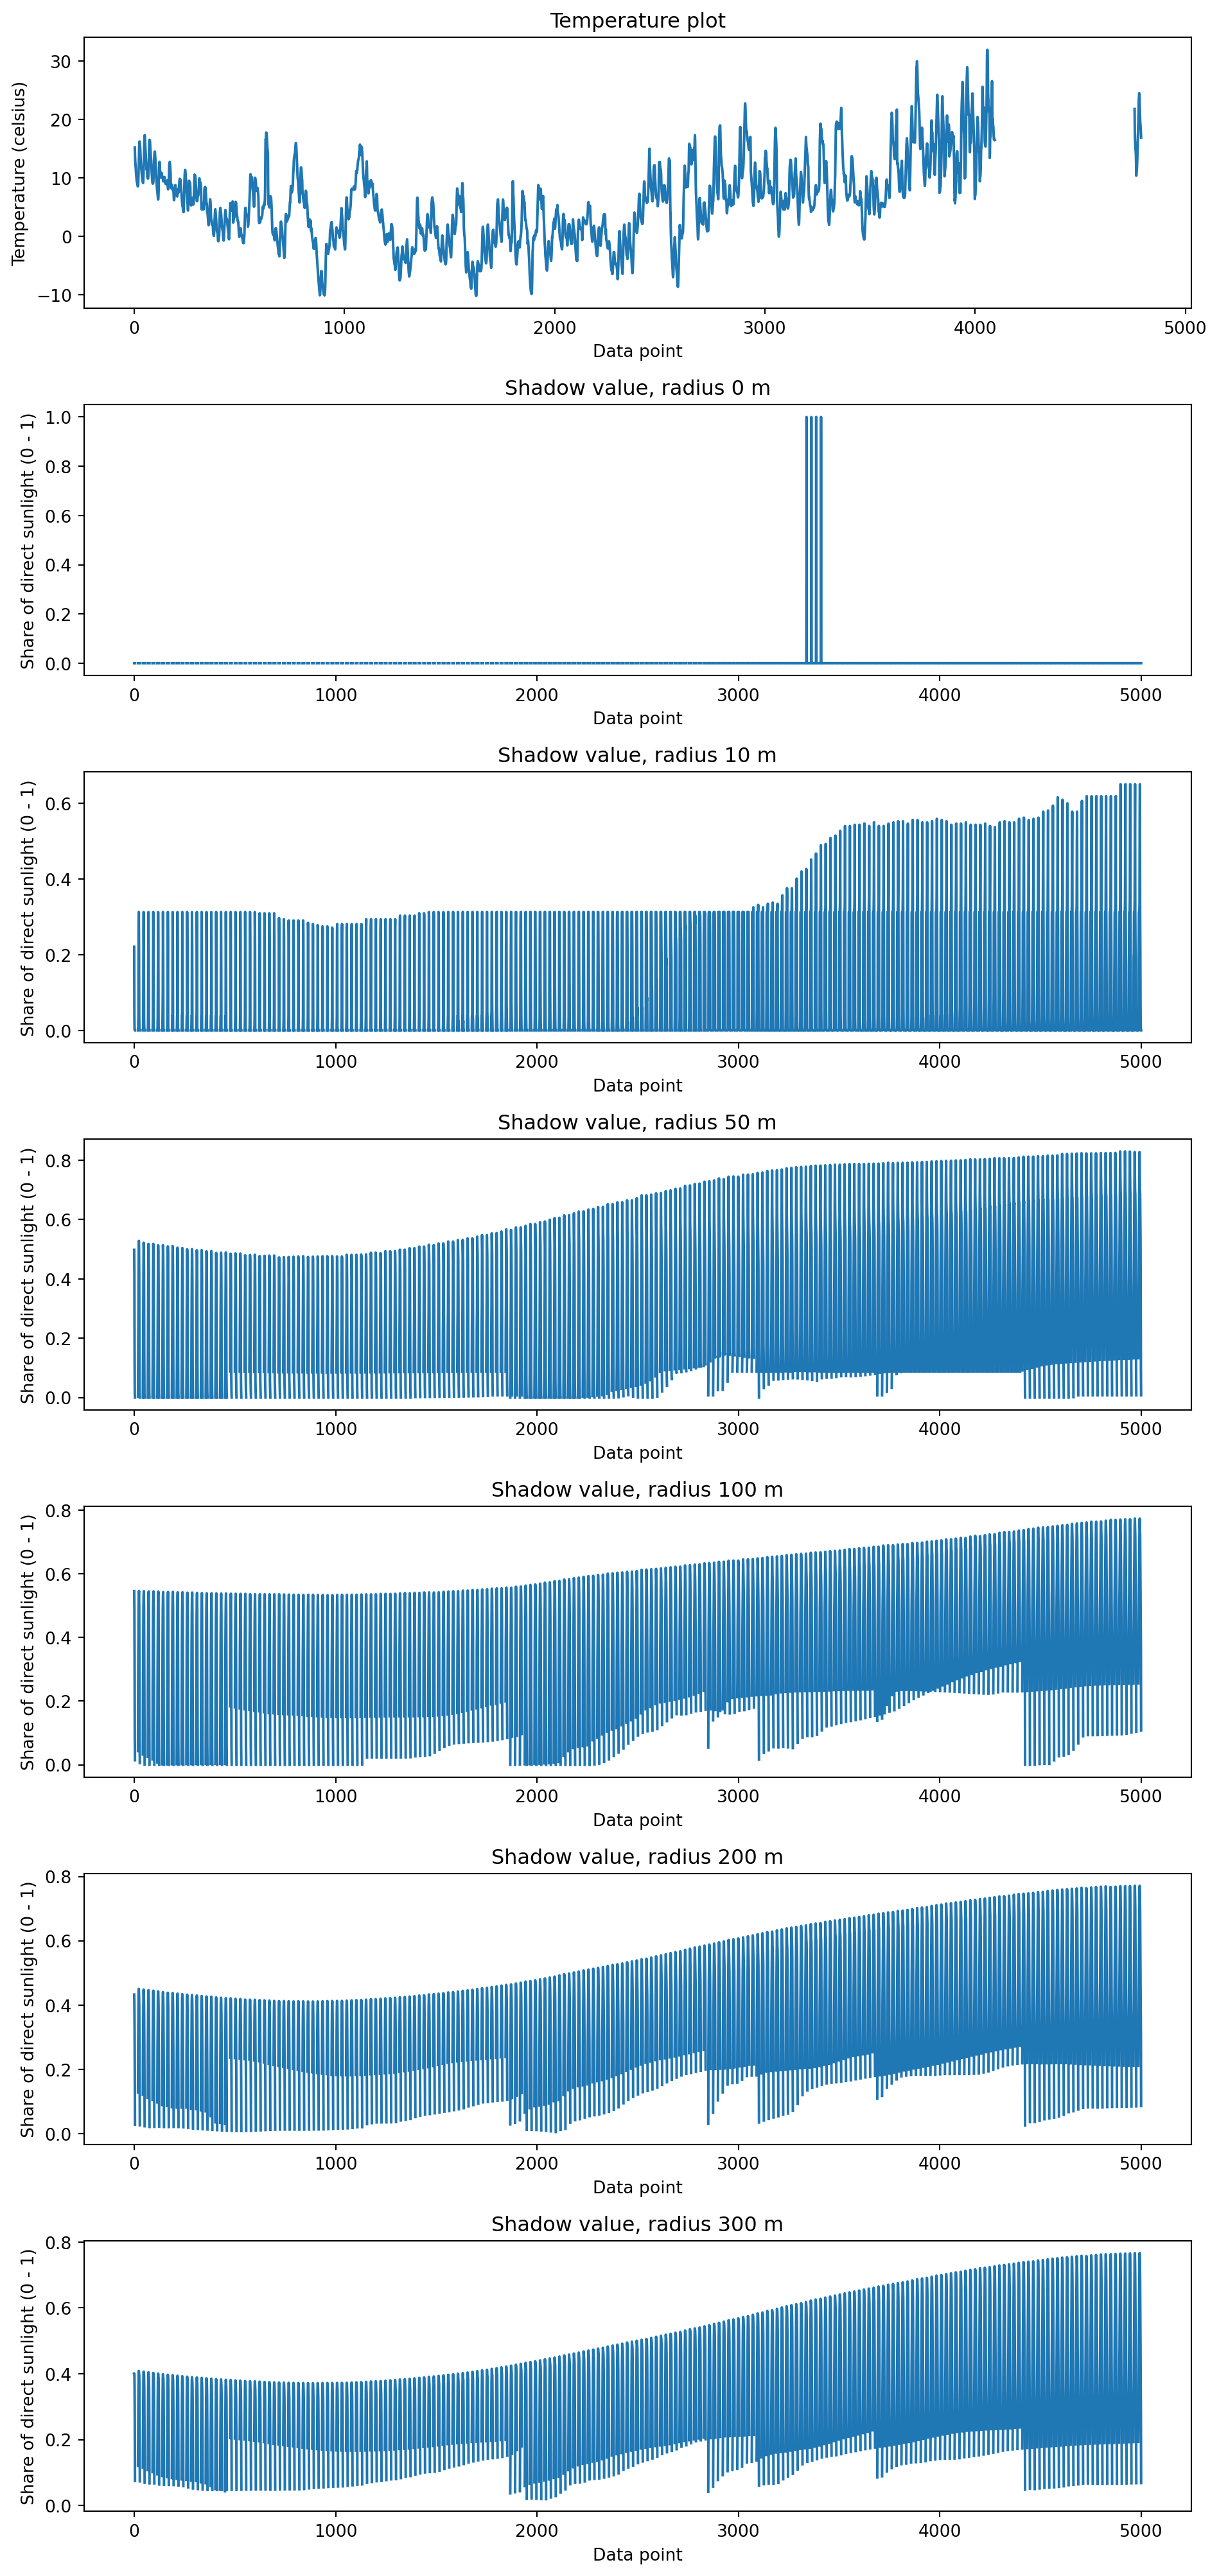 Temperature plot
Temperature (celsius)
30
20
10
0
−10
0 1000 2000 3000 4000 5000
Data point
Shadow value, radius 0 m
Share of direct sunlight (0 - 1)
1.0
0.8
0.6
0.4
0.2
0.0
0 1000 2000 3000 4000 5000
Data point
Shadow value, radius 10 m
Share of direct sunlight (0 - 1)
0.6
0.4
0.2
0.0
0 1000 2000 3000 4000 5000
Data point
Shadow value, radius 50 m
Share of direct sunlight (0 - 1)
0.8
0.6
0.4
0.2
0.0
0 1000 2000 3000 4000 5000
Data point
Shadow value, radius 100 m
Share of direct sunlight (0 - 1)
0.8
0.6
0.4
0.2
0.0
0 1000 2000 3000 4000 5000
Data point
Shadow value, radius 200 m
Share of direct sunlight (0 - 1)
0.8
0.6
0.4
0.2
0.0
0 1000 2000 3000 4000 5000
Data point
Shadow value, radius 300 m
Share of direct sunlight (0 - 1)
0.8
0.6
0.4
0.2
0.0
0 1000 2000 3000 4000 5000
Data point